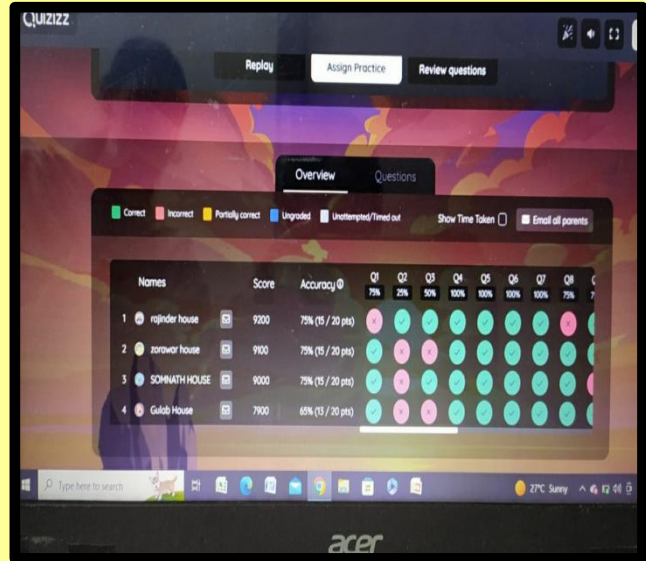 Quizizz
Replay Assign Practice Review questions
Overview Questions
Correct Incorrect Partially correct Ungraded Unattempted/Timed out Show Time Taken Email all parents
Names Score Accuracy Q1 Q2 Q3 Q4 Q5 Q6 Q7 Q8
75% 25% 50% 100% 100% 100% 100% 75%
1 rajinder house 9200 75% (15 / 20 pts)
2 zorawar house 9100 75% (15 / 20 pts)
3 SOMNATH HOUSE 9000 75% (15 / 20 pts)
4 Gulab House 7900 65% (13 / 20 pts)
Type here to search 27°C Sunny
acer